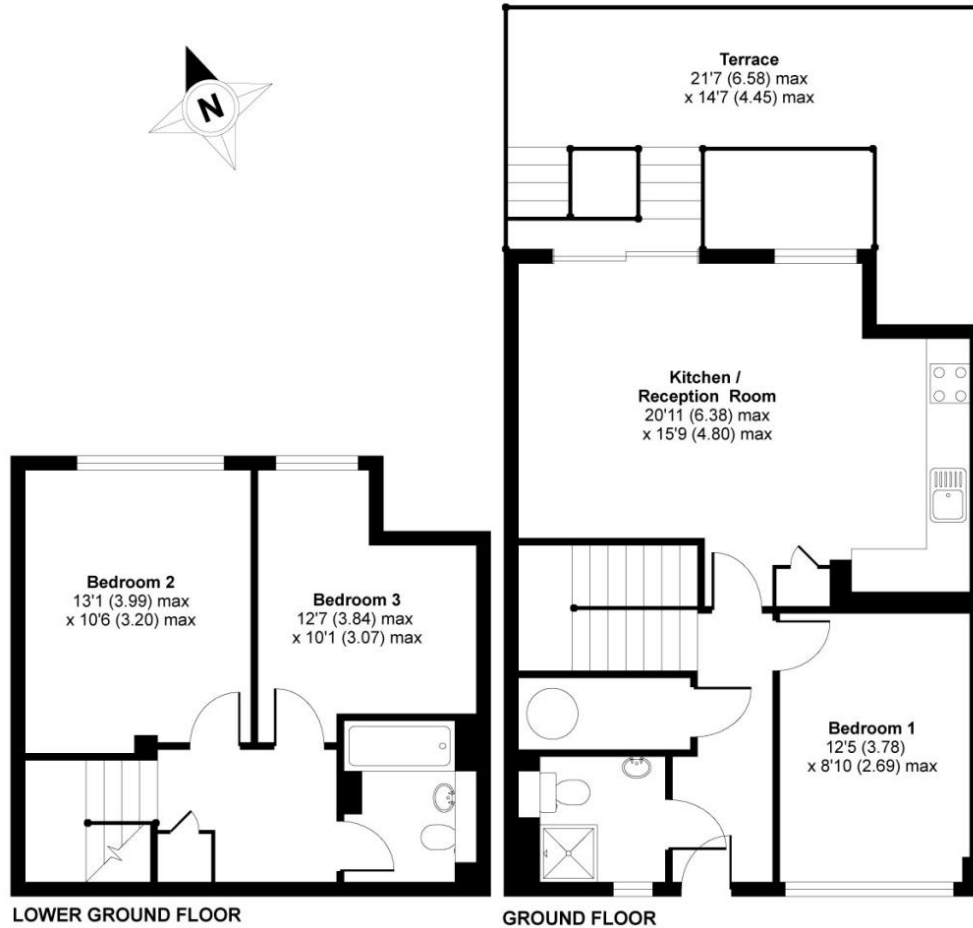 N
Terrace
21'7 (6.58) max
x 14'7 (4.45) max
Kitchen /
Reception Room
20'11 (6.38) max
x 15'9 (4.80) max
Bedroom 2
13'1 (3.99) max
x 10'6 (3.20) max
Bedroom 3
12'7 (3.84) max
x 10'1 (3.07) max
Bedroom 1
12'5 (3.78)
x 8'10 (2.69) max
LOWER GROUND FLOOR
GROUND FLOOR